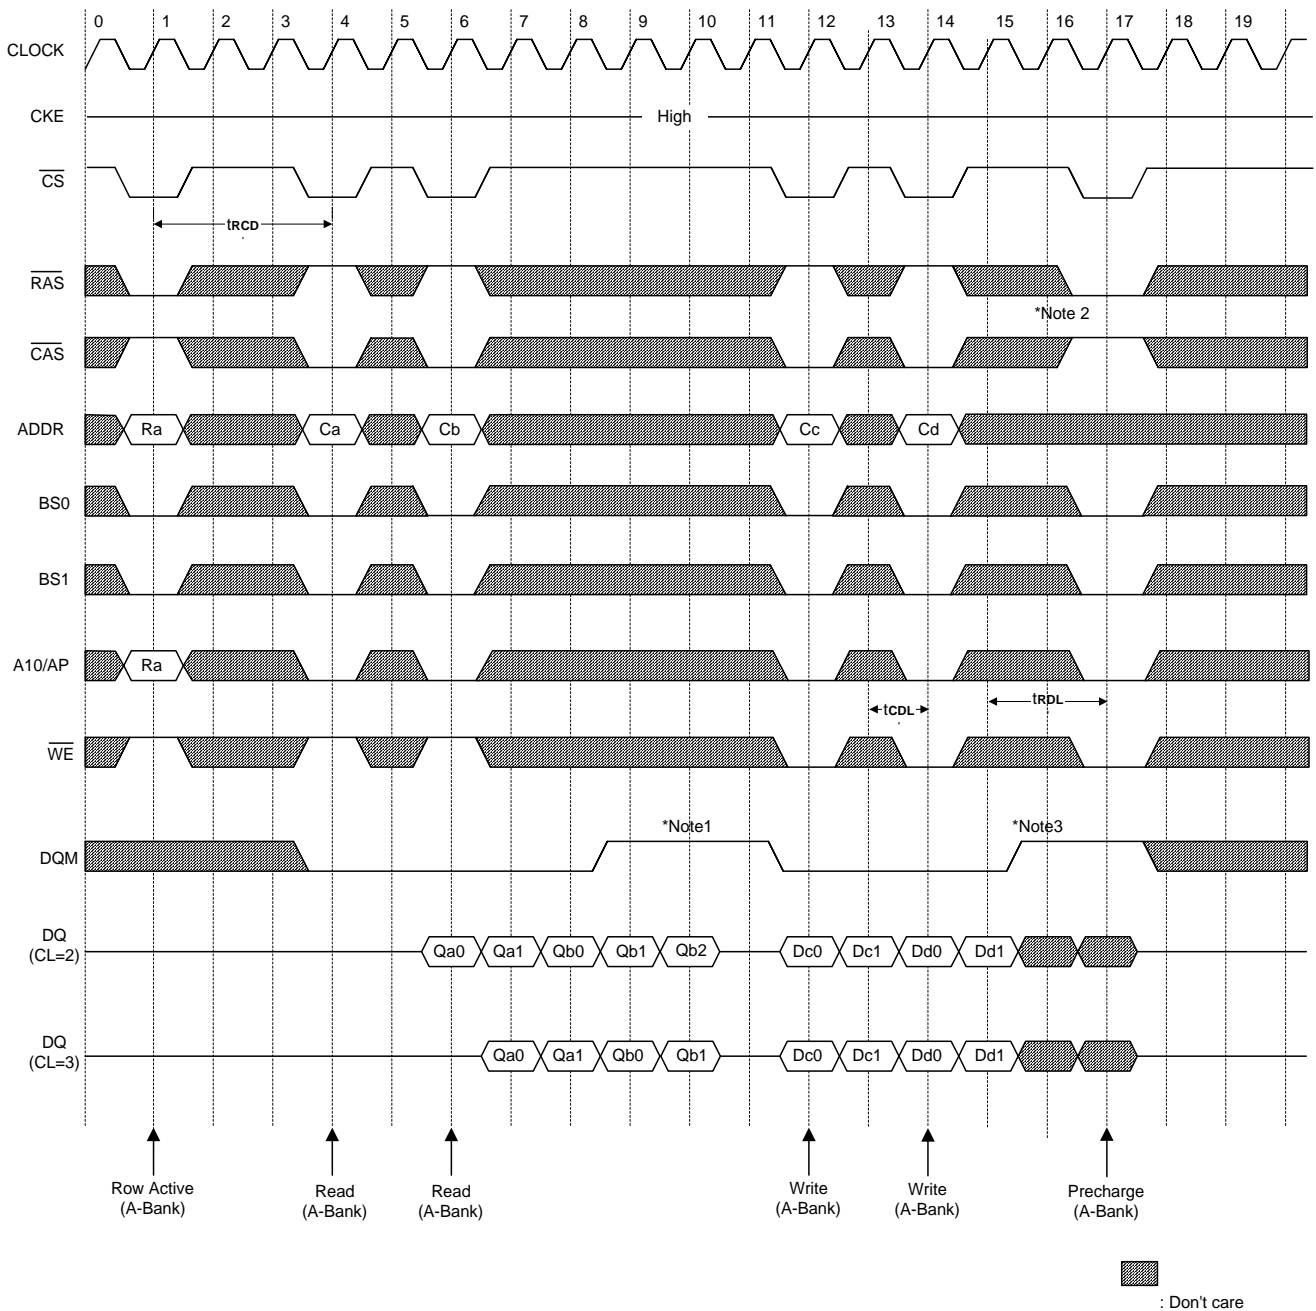 0 1 2 3 4 5 6 7 8 9 10 11 12 13 14 15 16 17 18 19
CLOCK
CKE High
CS
tRCD
RAS
*Note 2
CAS
ADDR Ra Ca Cb Cc Cd
BS0
BS1
A10/AP Ra
tCDL tRDL
WE
*Note1 *Note3
DQM
DQ
(CL=2) Qa0 Qa1 Qb0 Qb1 Qb2 Dc0 Dc1 Dd0 Dd1
DQ
(CL=3) Qa0 Qa1 Qb0 Qb1 Dc0 Dc1 Dd0 Dd1
Row Active
(A-Bank)
Read
(A-Bank)
Read
(A-Bank)
Write
(A-Bank)
Write
(A-Bank)
Precharge
(A-Bank)
: Don't care